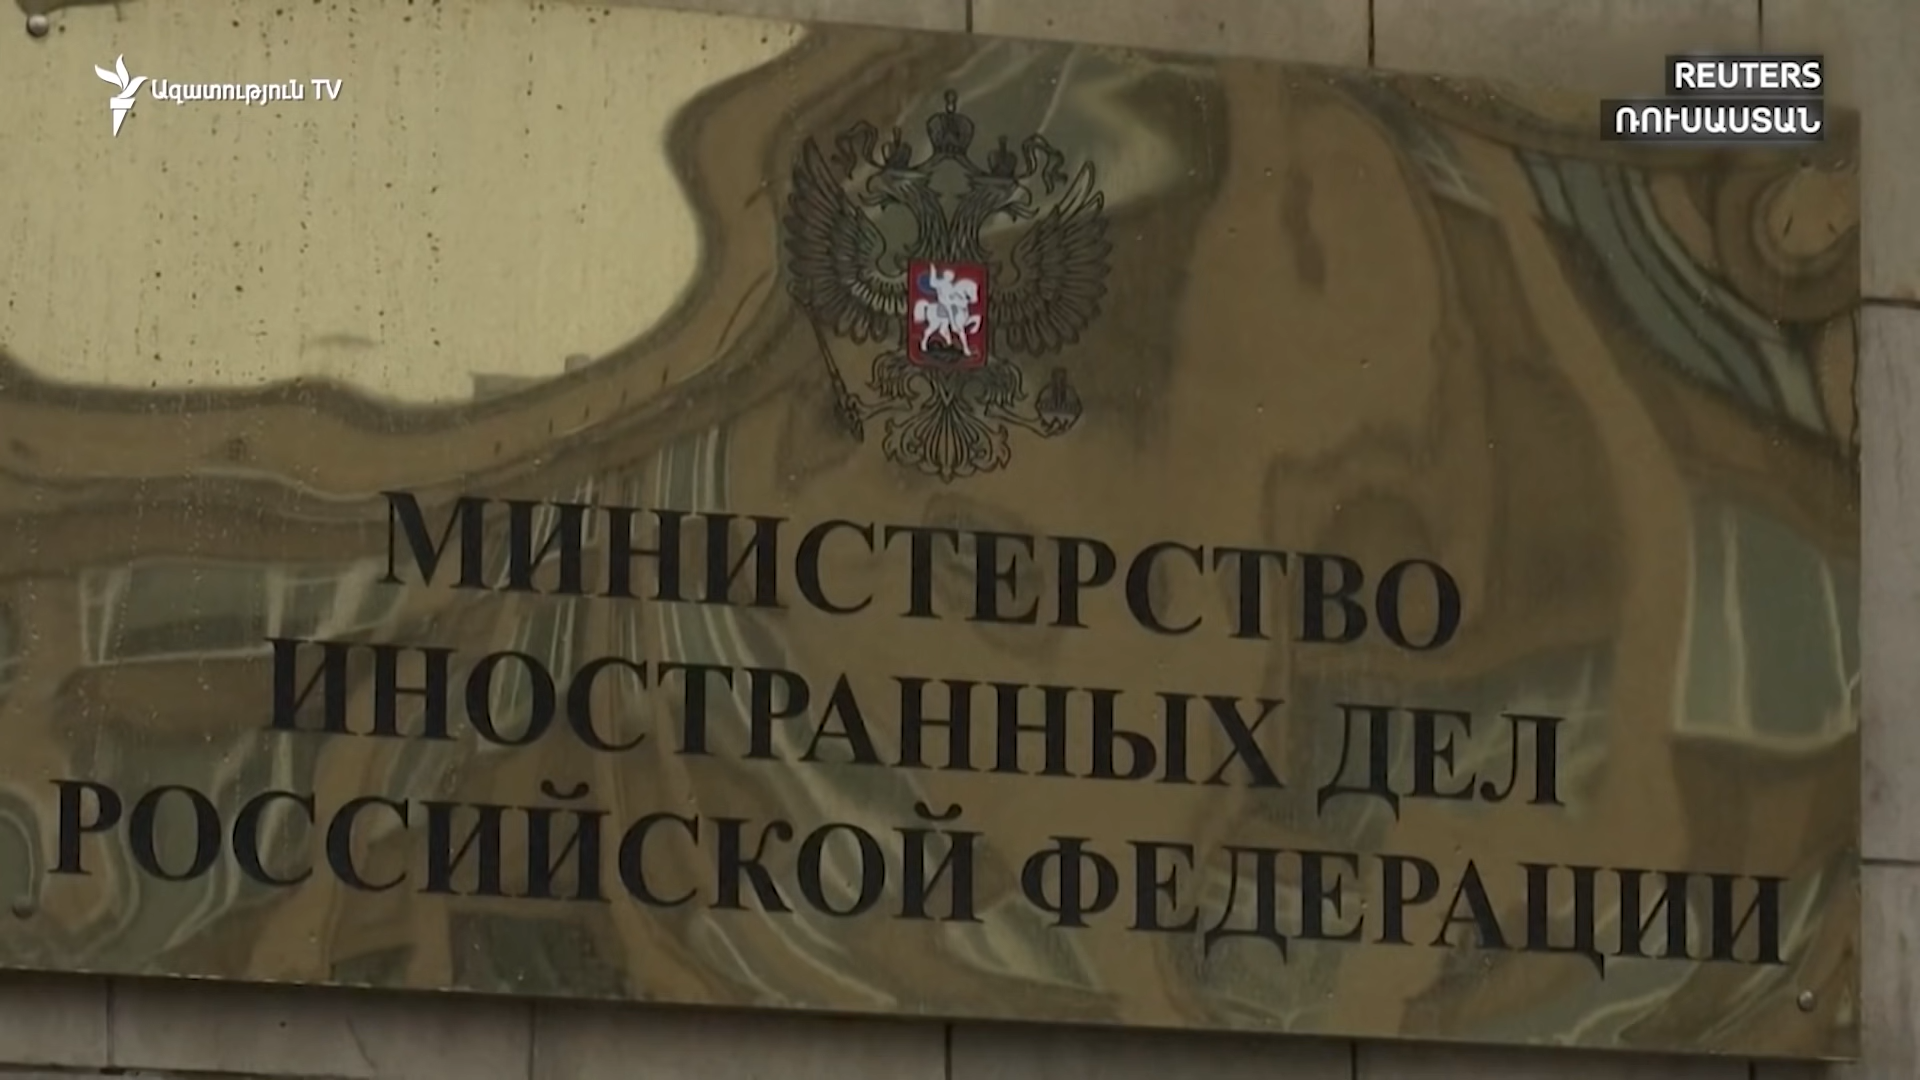 Ազատություն TV
REUTERS
ՌՈՒՍԱՍՏԱՆ
МИНИСТЕРСТВО
ИНОСТРАННЫХ ДЕЛ
РОССИЙСКОЙ ФЕДЕРАЦИИ